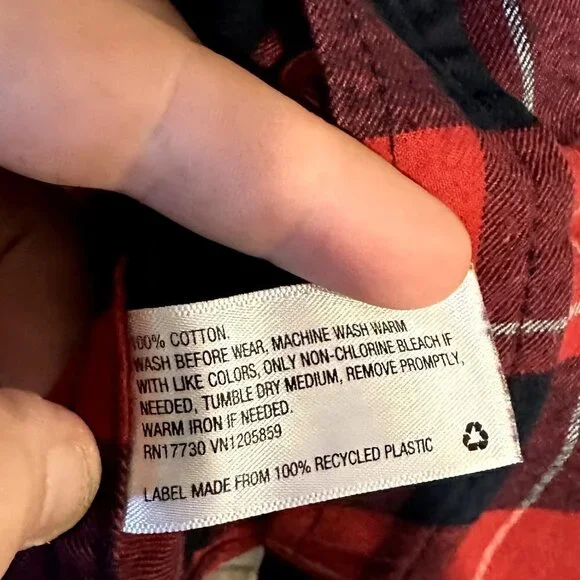 100% COTTON
WASH BEFORE WEAR, MACHINE WASH WARM
WITH LIKE COLORS, ONLY NON-CHLORINE BLEACH IF
NEEDED, TUMBLE DRY MEDIUM, REMOVE PROMPTLY,
WARM IRON IF NEEDED.
RN17730 VN1205859
LABEL MADE FROM 100% RECYCLED PLASTIC